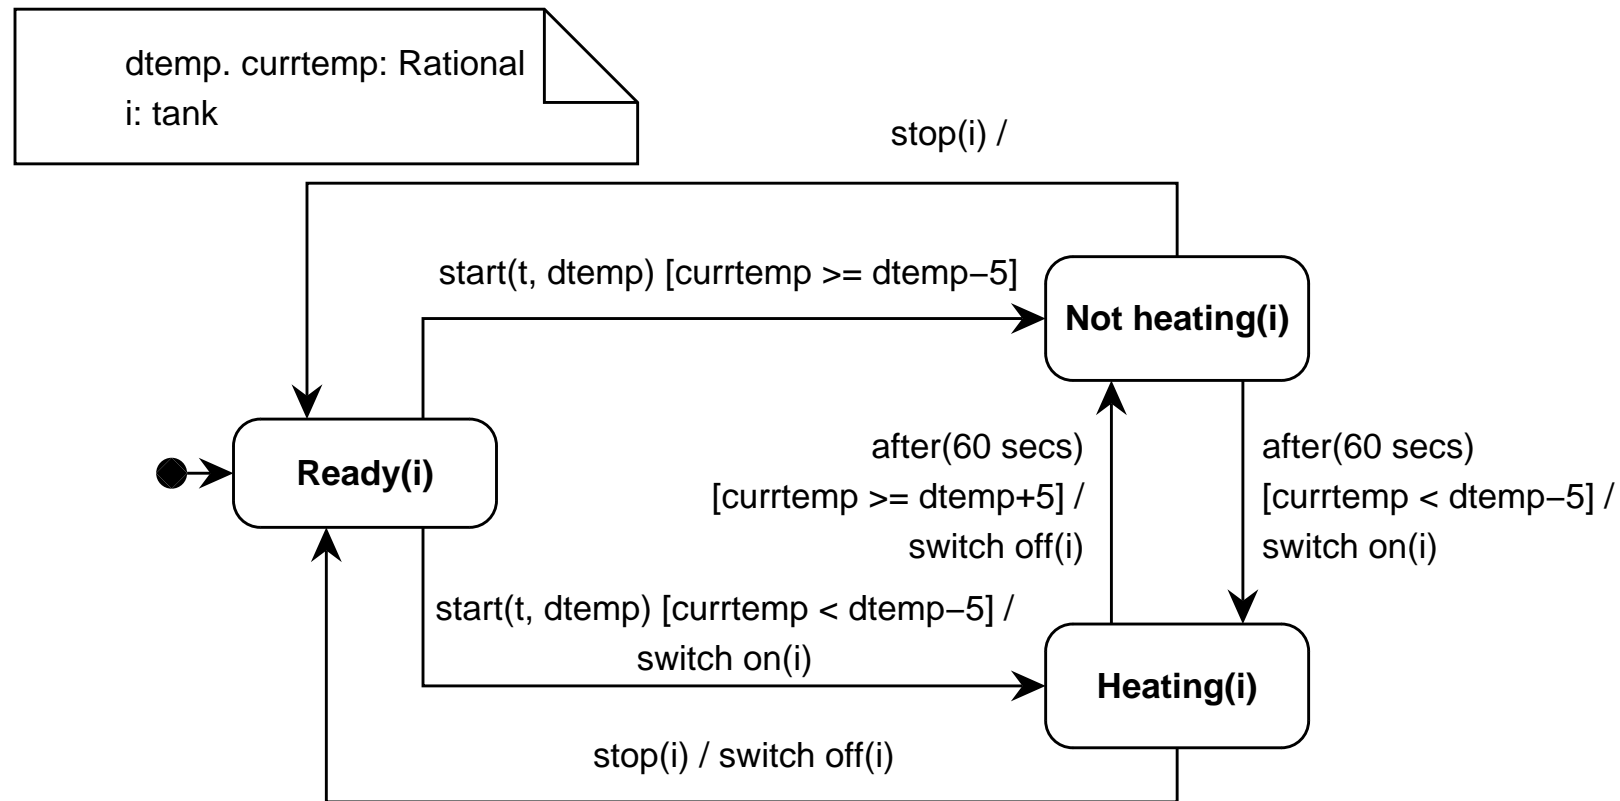 dtemp. currtemp: Rational
i: tank
stop(i) /
start(t, dtemp) [currtemp >= dtemp−5]
Not heating(i)
Ready(i)
after(60 secs)
[currtemp >= dtemp+5] /
switch off(i)
after(60 secs)
[currtemp < dtemp−5] /
switch on(i)
start(t, dtemp) [currtemp < dtemp−5] /
switch on(i)
Heating(i)
stop(i) / switch off(i)